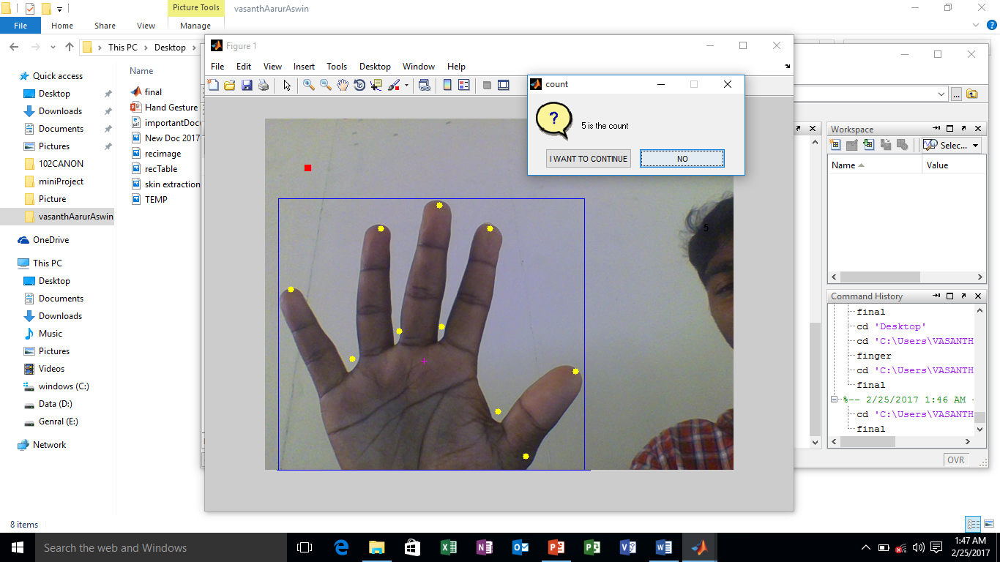 Picture Tools
vasanthAarurAswin
File
Home
Share
View
Manage
This PC
Desktop
Quick access
Desktop
Downloads
Documents
Pictures
102CANON
miniProject
Picture
vasanthAarurAswin
OneDrive
This PC
Desktop
Documents
Downloads
Music
Pictures
Videos
windows (C:)
Data (D:)
Genral (E:)
Network
8 items
Name
final
Hand Gesture
importantDocu
New Doc 2017
recimage
recTable
skin extraction
TEMP
Figure 1
File Edit View Insert Tools Desktop Window Help
5
count
?
5 is the count
I WANT TO CONTINUE
NO
...
Workspace
Selec...
Name
Value
Command History
final
cd 'Desktop'
cd 'C:\Users\VASANTH
finger
cd 'C:\Users\VASANTH
final
%-- 2/25/2017 1:46 AM -
cd 'C:\Users\VASANTH
final
OVR
Search the web and Windows
1:47 AM
2/25/2017